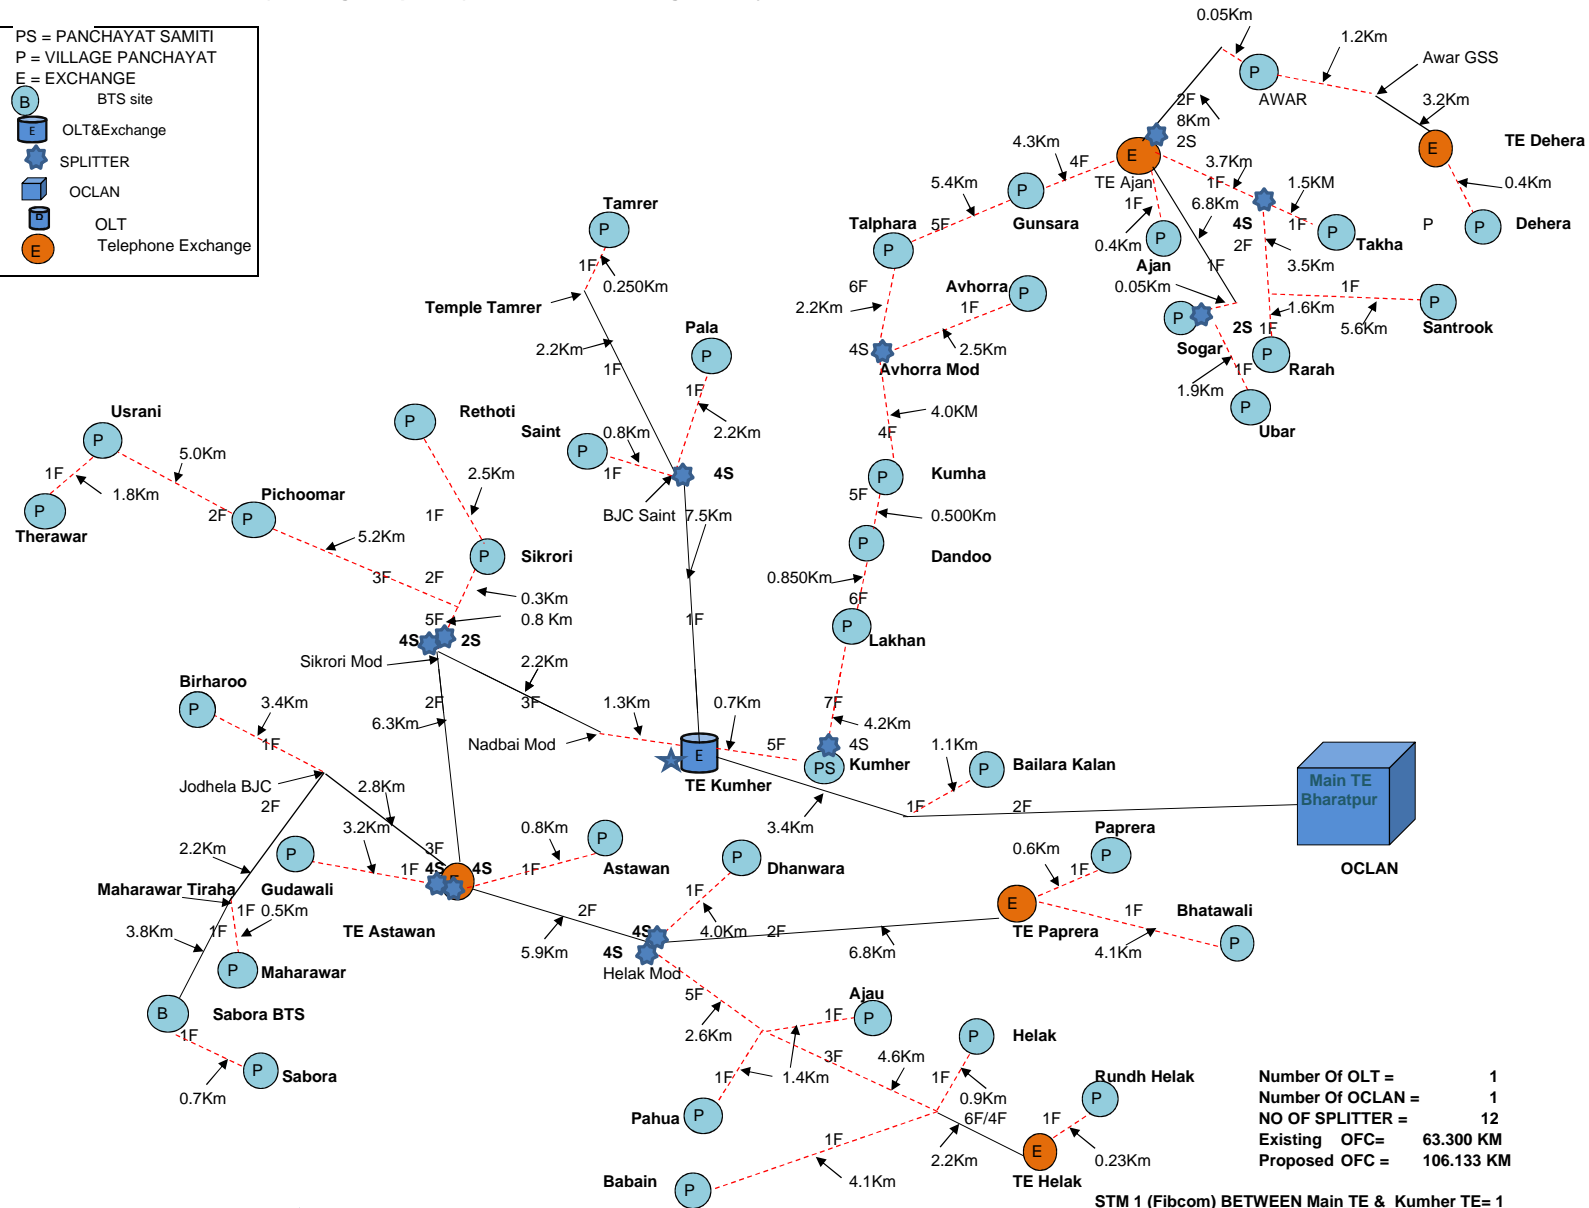 PS = PANCHAYAT SAMITI
P = VILLAGE PANCHAYAT
E = EXCHANGE
B BTS site
E OLT&Exchange
SPLITTER
OCLAN
OLT
E Telephone Exchange
0.05Km
1.2Km
Awar GSS
P
AWAR
3.2Km
2F
8Km
2S
E
TE Dehera
0.4Km
P
P
Dehera
4.3Km
4F
E
TE Ajan
3.7Km
1F
1.5KM
6.8Km
5.4Km
P
Gunsara
5F
1F
0.4Km
P
Ajan
4S
2F
1F
P
Takha
3.5Km
1F
Tamrer
P
1F
0.250Km
Temple Tamrer
2.2Km
1F
Talphara
P
6F
2.2Km
Avhorra
P
1F
2.5Km
4S
Avhorra Mod
0.05Km
P
Sogar
2S
1F
1.6Km
1F
5.6Km
P
Santrook
P
Rarah
1.9Km
1F
P
Ubar
Pala
P
1F
2.2Km
Saint
P
0.8Km
1F
4S
BJC Saint
7.5Km
1F
4.0KM
4F
P
Kumha
5F
0.500Km
P
Dandoo
0.850Km
6F
P
Lakhan
7F
4.2Km
4S
Usrani
P
1F
1.8Km
P
Therawar
5.0Km
2F
Pichoomar
P
5.2Km
3F
Rethoti
P
2.5Km
1F
P
Sikrori
2F
0.3Km
5F
0.8 Km
4S
2S
Sikrori Mod
2.2Km
3F
2F
6.3Km
Nadbai Mod
1.3Km
0.7Km
E
TE Kumher
5F
PS
Kumher
3.4Km
1.1Km
P
Bailara Kalan
1F
2F
Main TE
Bharatpur
OCLAN
Birharoo
P
3.4Km
1F
Jodhela BJC
2F
2.8Km
3.2Km
3F
2.2Km
P
Gudawali
1F
4S
4S
TE Astawan
0.8Km
1F
P
Astawan
Maharawar Tiraha
1F
0.5Km
3.8Km
1F
P
Maharawar
B
Sabora BTS
1F
0.7Km
P
Sabora
2F
5.9Km
P
Dhanwara
1F
4.0Km
4S
4S
Helak Mod
2F
6.8Km
Paprera
P
0.6Km
1F
E
TE Paprera
1F
4.1Km
Bhatawali
P
5F
2.6Km
Ajau
P
1F
1F
1.4Km
3F
4.6Km
P
Helak
1F
0.9Km
6F/4F
Pahua
P
1F
4.1Km
Babain
P
2.2Km
E
TE Helak
Rundh Helak
P
1F
0.23Km
Number Of OLT = 1
Number Of OCLAN = 1
NO OF SPLITTER = 12
Existing OFC= 63.300 KM
Proposed OFC = 106.133 KM
STM 1 (Fibcom) BETWEEN Main TE & Kumher TE= 1